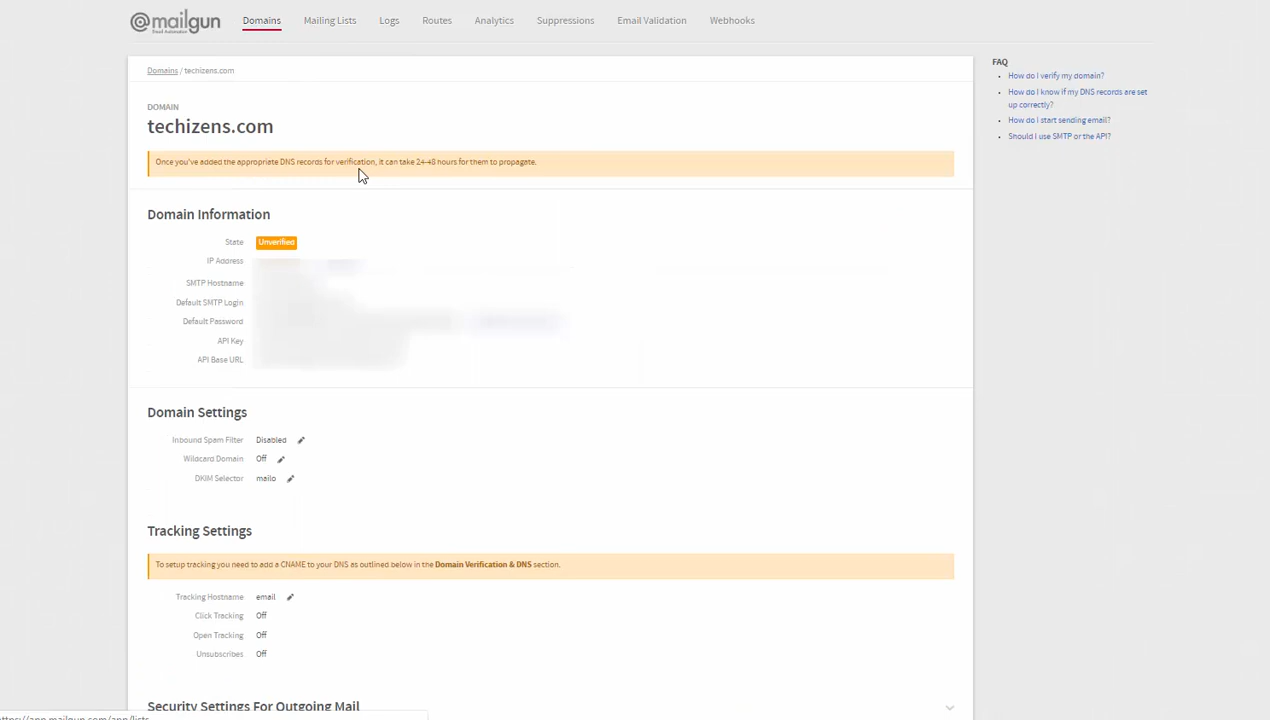 @mailgun
Email Automation
Domains
Mailing Lists
Logs
Routes
Analytics
Suppressions
Email Validation
Webhooks
Domains / techizens.com
DOMAIN
techizens.com
Once you've added the appropriate DNS records for verification, it can take 24-48 hours for them to propagate.
Domain Information
State Unverified
IP Address
SMTP Hostname
Default SMTP Login
Default Password
API Key
API Base URL
Domain Settings
Inbound Spam Filter Disabled
Wildcard Domain Off
DKIM Selector mailo
Tracking Settings
To setup tracking you need to add a CNAME to your DNS as outlined below in the Domain Verification & DNS section.
Tracking Hostname email
Click Tracking Off
Open Tracking Off
Unsubscribes Off
Security Settings For Outgoing Mail
FAQ
How do I verify my domain?
How do I know if my DNS records are set
up correctly?
How do I start sending email?
Should I use SMTP or the API?